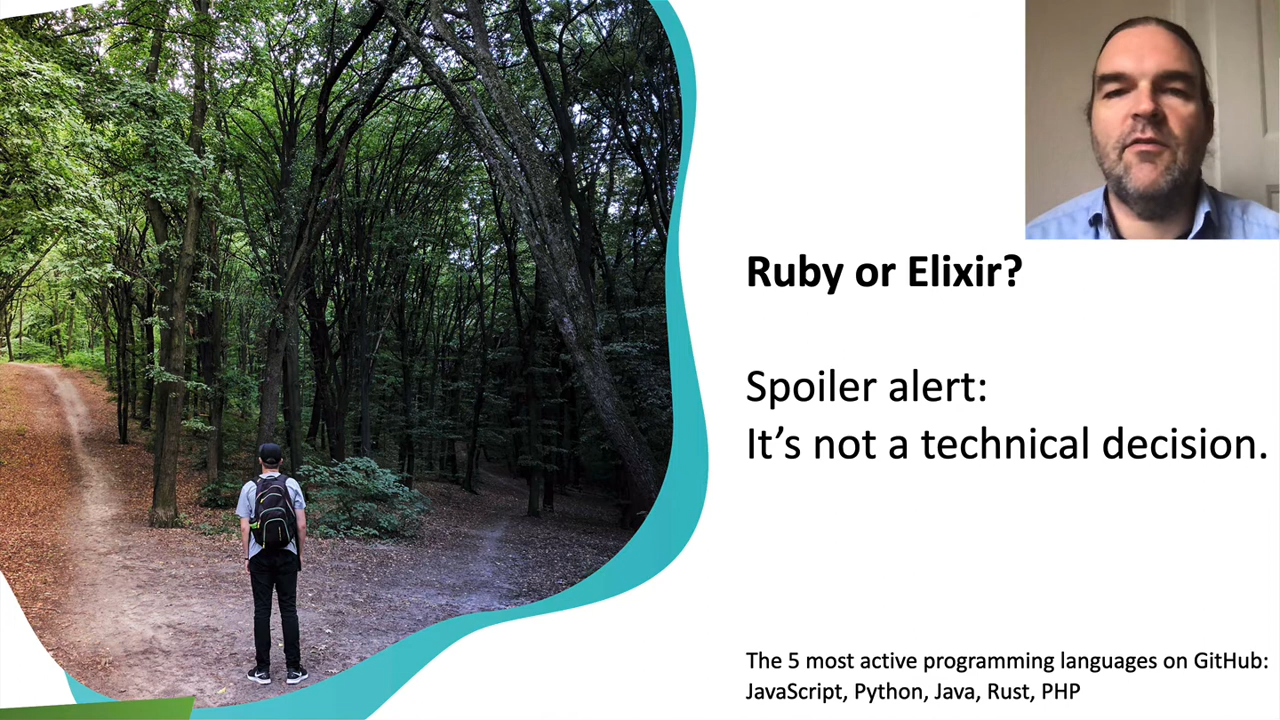 Ruby or Elixir?
Spoiler alert:
It’s not a technical decision.
The 5 most active programming languages on GitHub:
JavaScript, Python, Java, Rust, PHP